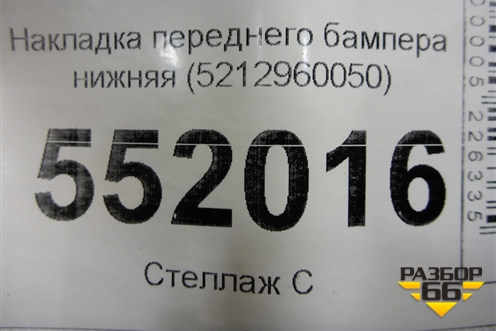 Накладка переднего бампера
нижняя (5212960050)
552016
Стеллаж С
РАЗБОР
66